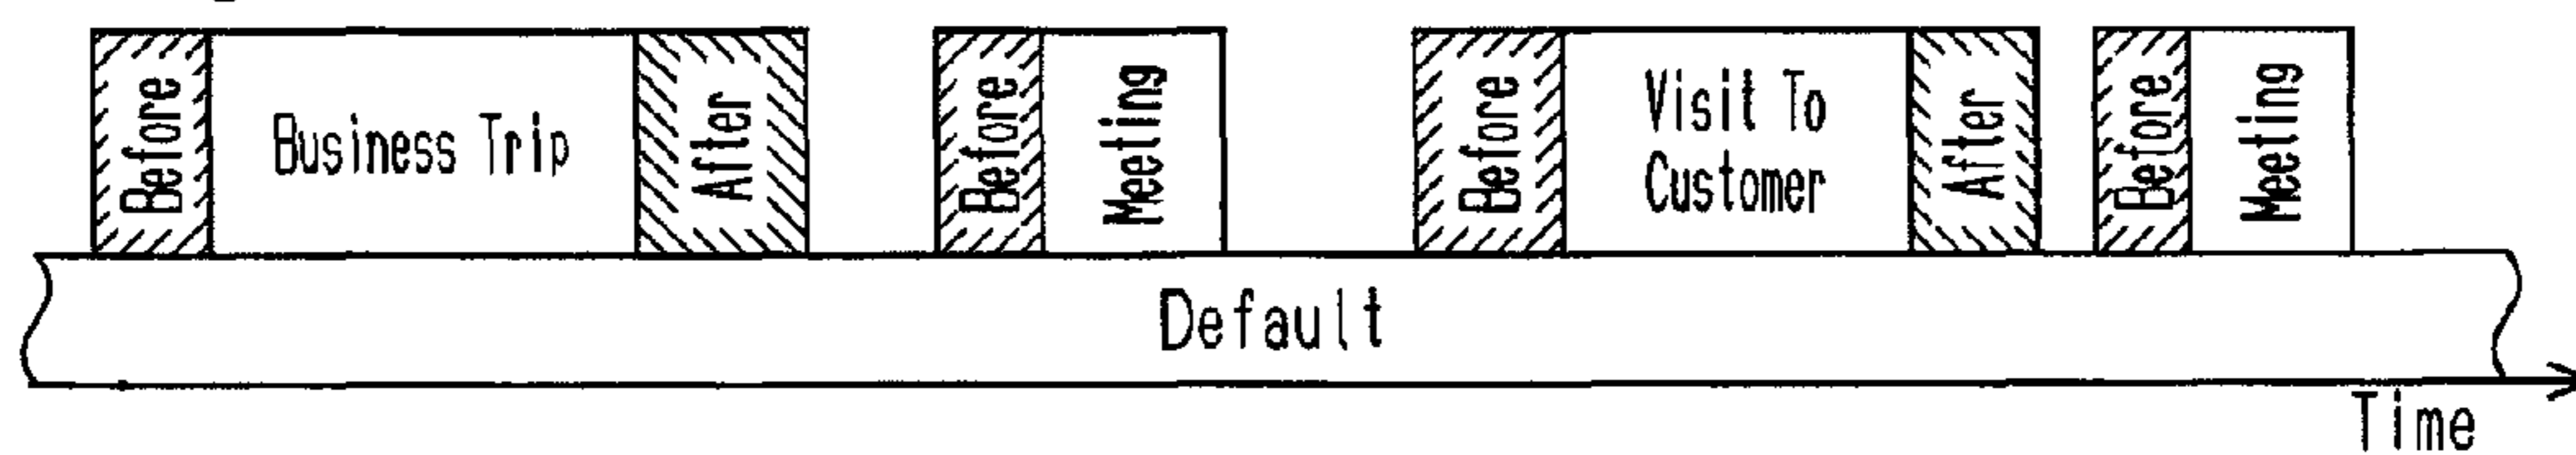 Before
Business Trip
After
Before
Meeting
Before
Visit To
Customer
After
Before
Meeting
Default
Time